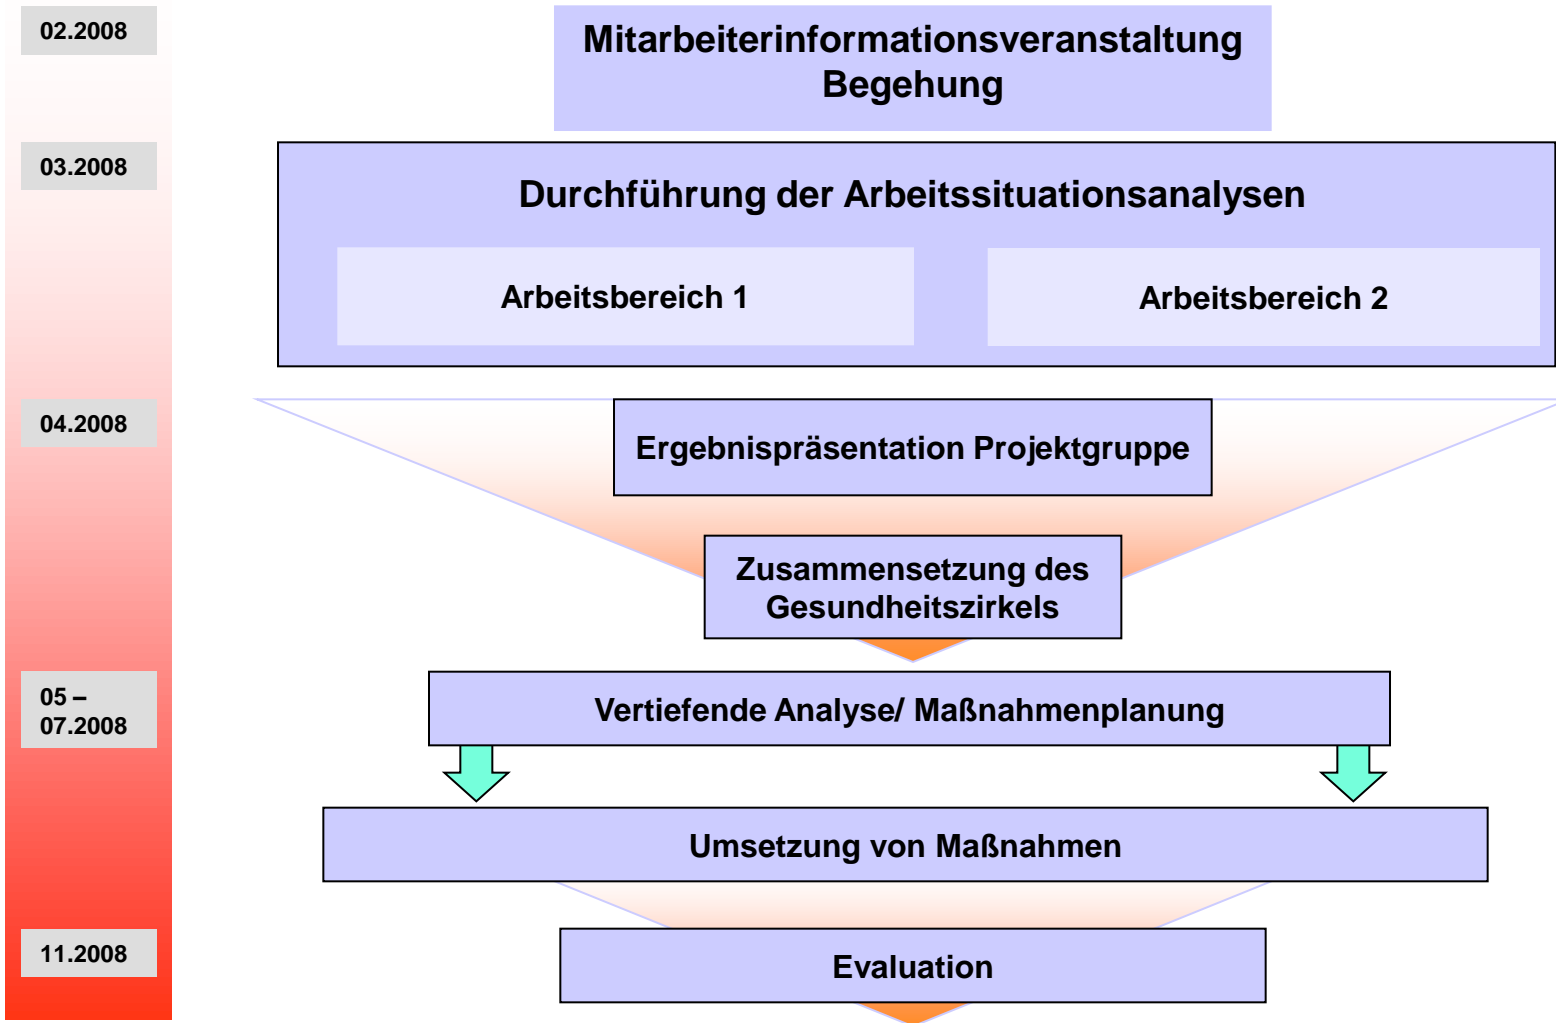 02.2008
Mitarbeiterinformationsveranstaltung
Begehung
03.2008
Durchführung der Arbeitssituationsanalysen
Arbeitsbereich 1
Arbeitsbereich 2
04.2008
Ergebnispräsentation Projektgruppe
Zusammensetzung des
Gesundheitszirkels
05 –
07.2008
Vertiefende Analyse/ Maßnahmenplanung
Umsetzung von Maßnahmen
11.2008
Evaluation